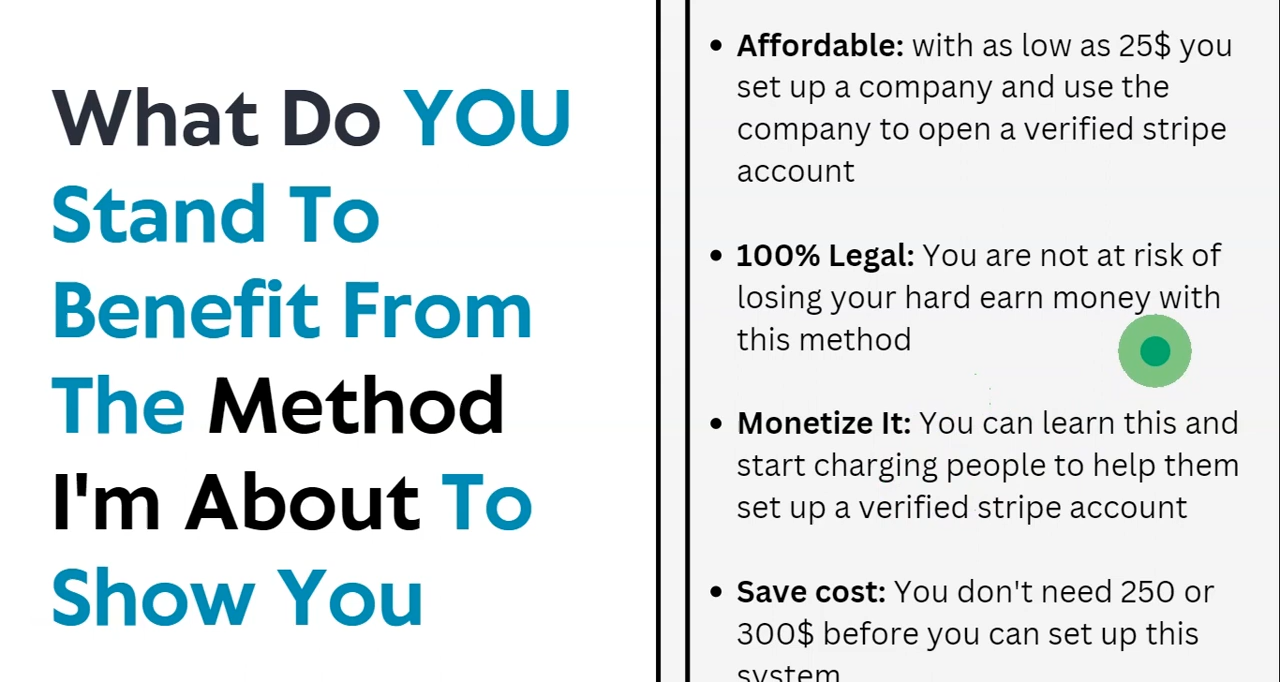 What Do YOU
Stand To
Benefit From
The Method
I'm About To
Show You
• Affordable: with as low as 25$ you
set up a company and use the
company to open a verified stripe
account
• 100% Legal: You are not at risk of
losing your hard earn money with
this method
• Monetize It: You can learn this and
start charging people to help them
set up a verified stripe account
• Save cost: You don't need 250 or
300$ before you can set up this
system